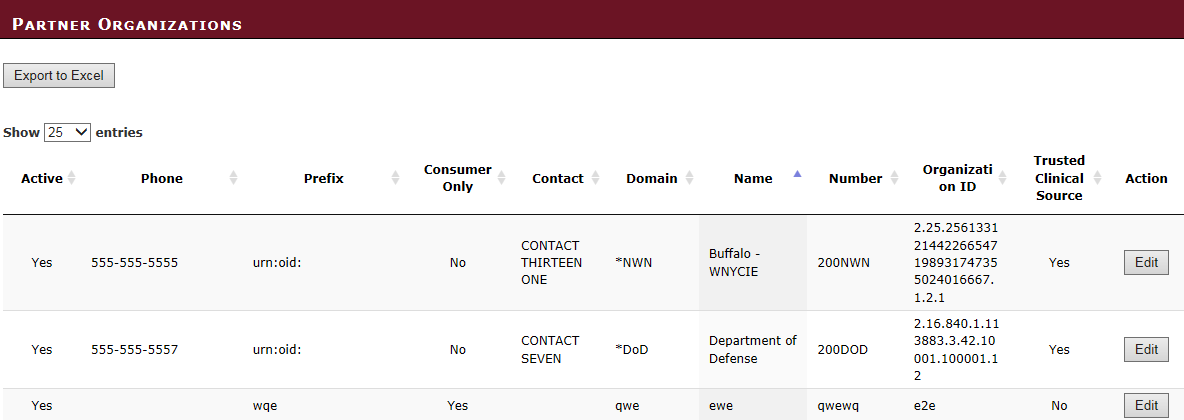 PARTNER ORGANIZATIONS
Export to Excel
Show 25 entries
Active Phone Prefix Consumer Only Contact Domain Name Number Organizati on ID Trusted Clinical Source Action
Yes 555-555-5555 urn:oid: No CONTACT THIRTEEN ONE *NWN Buffalo - WNYCIE 200NWN 2.25.2561331 21442266547 19893174735 5024016667. 1.2.1 Yes Edit
Yes 555-555-5557 urn:oid: No CONTACT SEVEN *DoD Department of Defense 200DOD 2.16.840.1.11 3883.3.42.10 001.100001.1 2 Yes Edit
Yes wqe Yes qwe ewe qwewq e2e No Edit